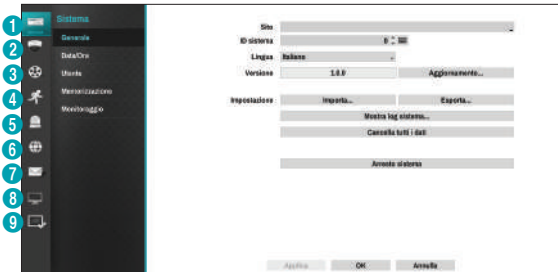 1
2
3
4
5
6
7
8
9
Sistema
Generale
Data/Ora
Utente
Memorizzazione
Monitoraggio
Sito
ID sistema 0
Lingua Italiano
Versione 1.0.0 Aggiornamento...
Impostazione Importa... Esporta...
Mostra log sistema...
Cancella tutti i dati
Arresto sistema
Applica OK Annulla